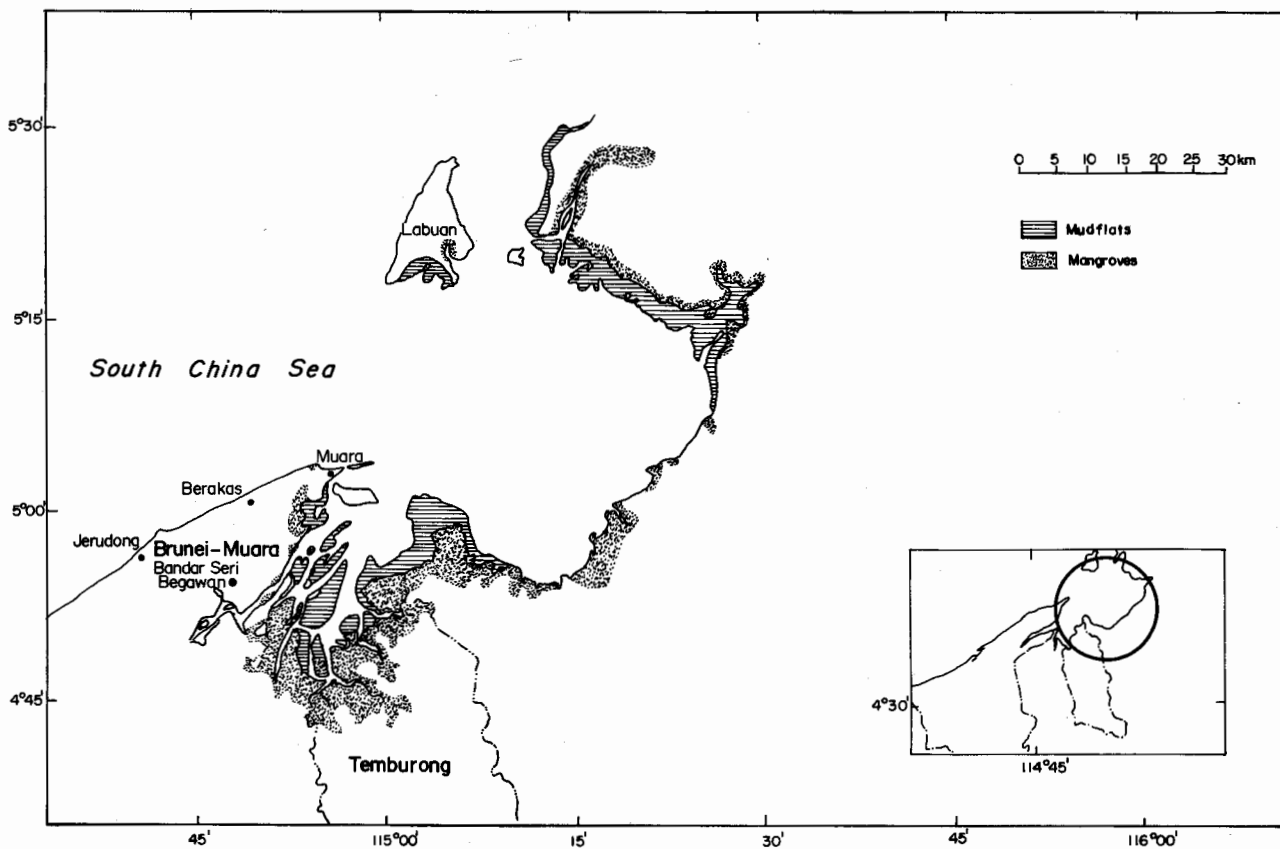 5°30'
5°15'
5°00'
4°45'
45'
115°00'
15'
30'
45'
116°00'
0 5 10 15 20 25 30km
Mudflats
Mangroves
Labuan
South China Sea
Muara
Berakas
Jerudong
Brunei-Muara
Bandar Seri
Begawan
Temburong
4°30'
114°45'